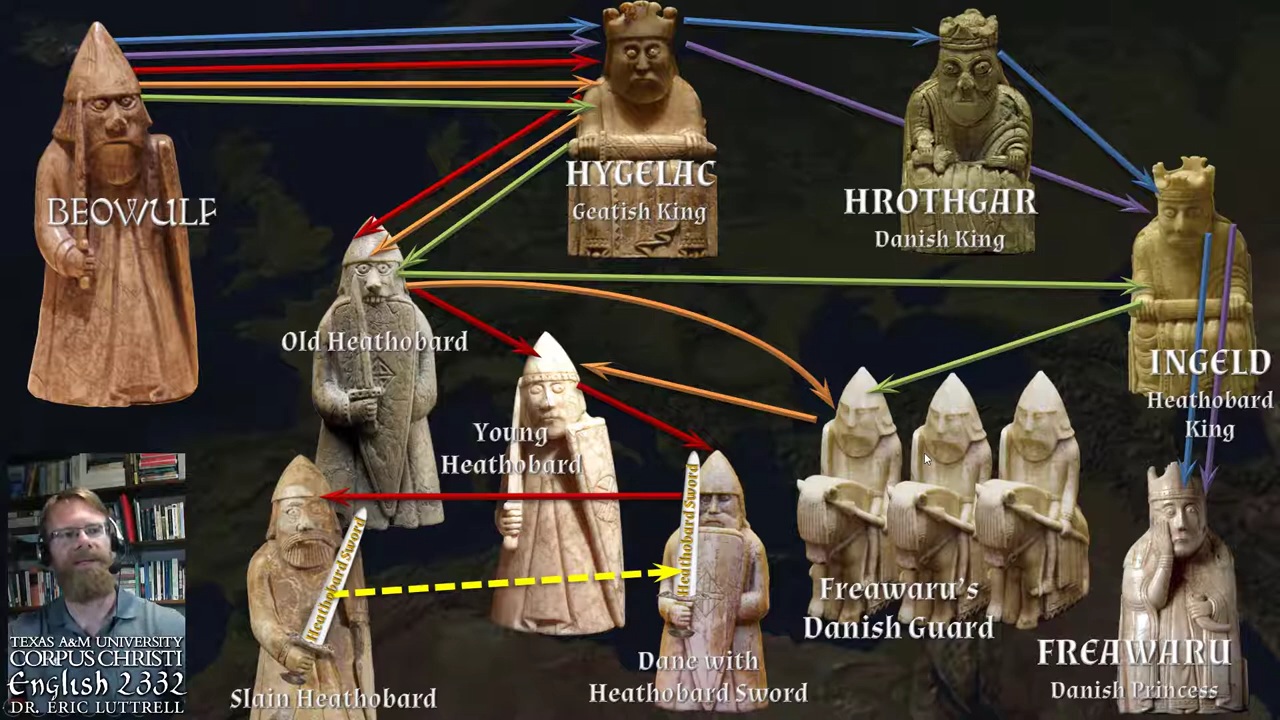 BEOWULF
HYGELAC
Geatish King
HROTHGAR
Danish King
INGELD
Heathobard
King
Old Heathobard
Young
Heathobard
Heathobard Sword
Heathobard Sword
Slain Heathobard
Dane with
Heathobard Sword
Freawaru's
Danish Guard
FREAWARU
Danish Princess
TEXAS A&M UNIVERSITY
CORPUS CHRISTI
English 2332
DR. ERIC LUTTRELL